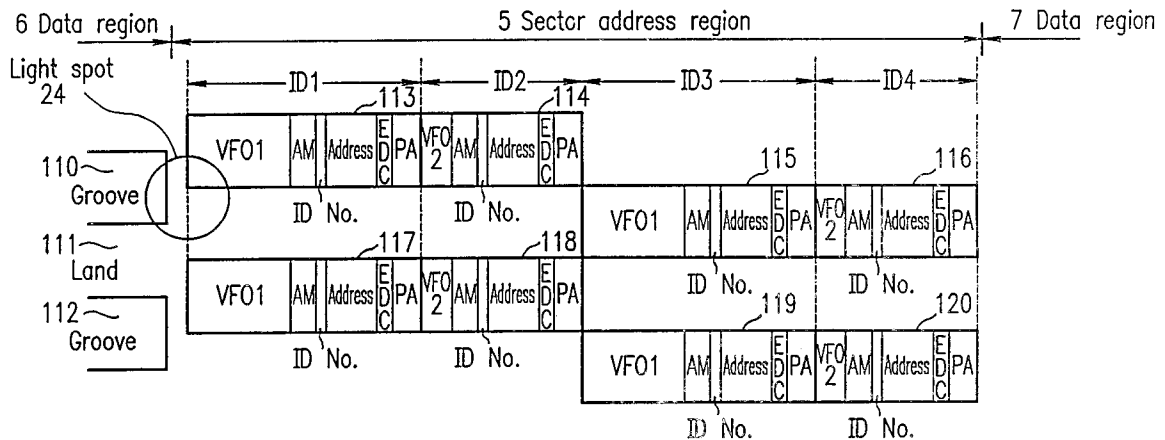 6 Data region
5 Sector address region
7 Data region
Light spot
24
ID1
ID2
ID3
ID4
113
114
VFO1 AM Address EDC PA VFO2 AM Address EDC PA
110
Groove
ID No.
ID No.
115
116
111
Land
117
118
VFO1 AM Address EDC PA VFO2 AM Address EDC PA
VFO1 AM Address EDC PA VFO2 AM Address EDC PA
ID No.
ID No.
112
Groove
119
120
ID No.
ID No.
VFO1 AM Address EDC PA VFO2 AM Address EDC PA
ID No.
ID No.